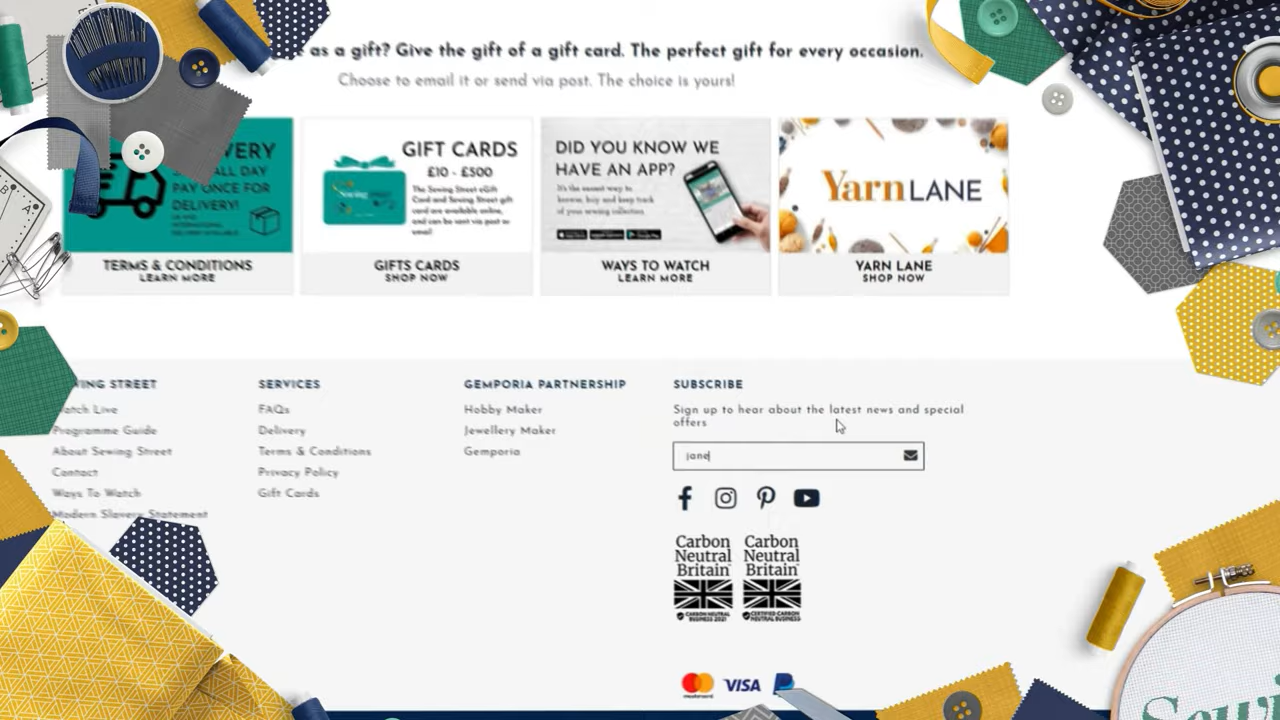 as a gift? Give the gift of a gift card. The perfect gift for every occasion.
Choose to email it or send via post. The choice is yours!
ALL DAY
PAY ONCE FOR
DELIVERY!
TERMS & CONDITIONS
LEARN MORE
GIFT CARDS
£10 - £500
The Sewing Street eGift
Card and Sewing Street gift
card are available online,
and can be sent via post or
email!
GIFTS CARDS
SHOP NOW
DID YOU KNOW WE
HAVE AN APP?
It's the easiest way to
browse, buy and keep track
of your sewing collection
WAYS TO WATCH
LEARN MORE
Yarn LANE
YARN LANE
SHOP NOW
STREET
Watch Live
Programme Guide
About Sewing Street
Contact
Ways To Watch
Modern Slavery Statement
SERVICES
FAQs
Delivery
Terms & Conditions
Privacy Policy
Gift Cards
GEMPORIA PARTNERSHIP
Hobby Maker
Jewellery Maker
Gemporia
SUBSCRIBE
Sign up to hear about the latest news and special
offers
jane
Carbon
Neutral
Britain
CARBON NEUTRAL
BUSINESS 2021
Carbon
Neutral
Britain
CERTIFIED CARBON
NEUTRAL BUSINESS
mastercard
VISA